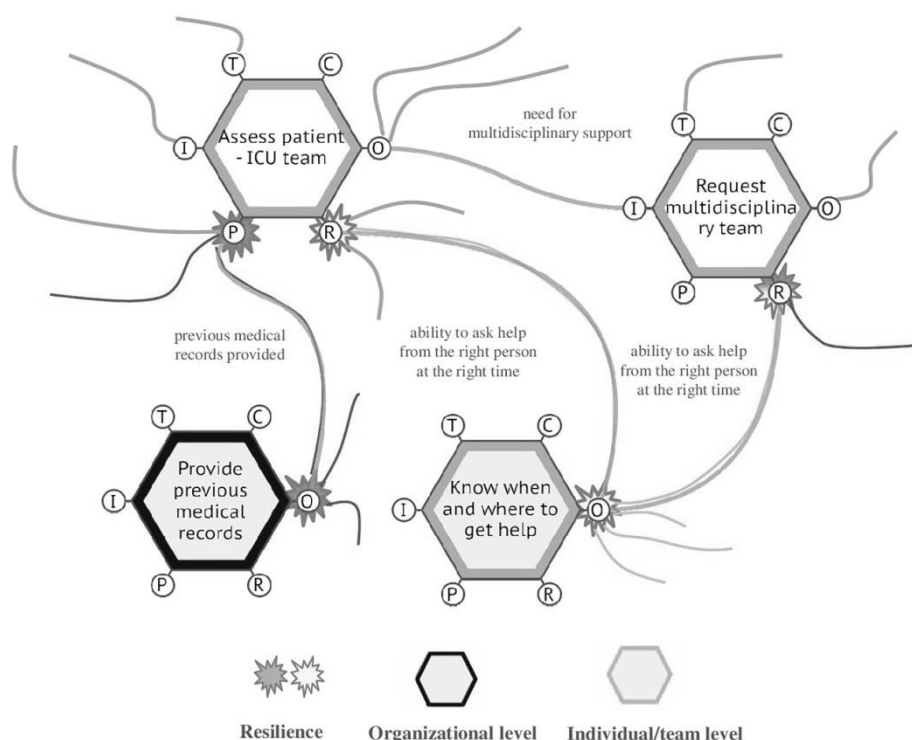 T
C
Assess patient
- ICU team
I
O
P
R
need for
multidisciplinary support
T
C
Request
multidisciplina
ry team
I
O
P
R
previous medical
records provided
ability to ask help
from the right person
at the right time
ability to ask help
from the right person
at the right time
T
C
Provide
previous
medical
records
I
O
P
R
T
C
Know when
and where to
get help
I
O
P
R
Resilience
Organizational level
Individual/team level